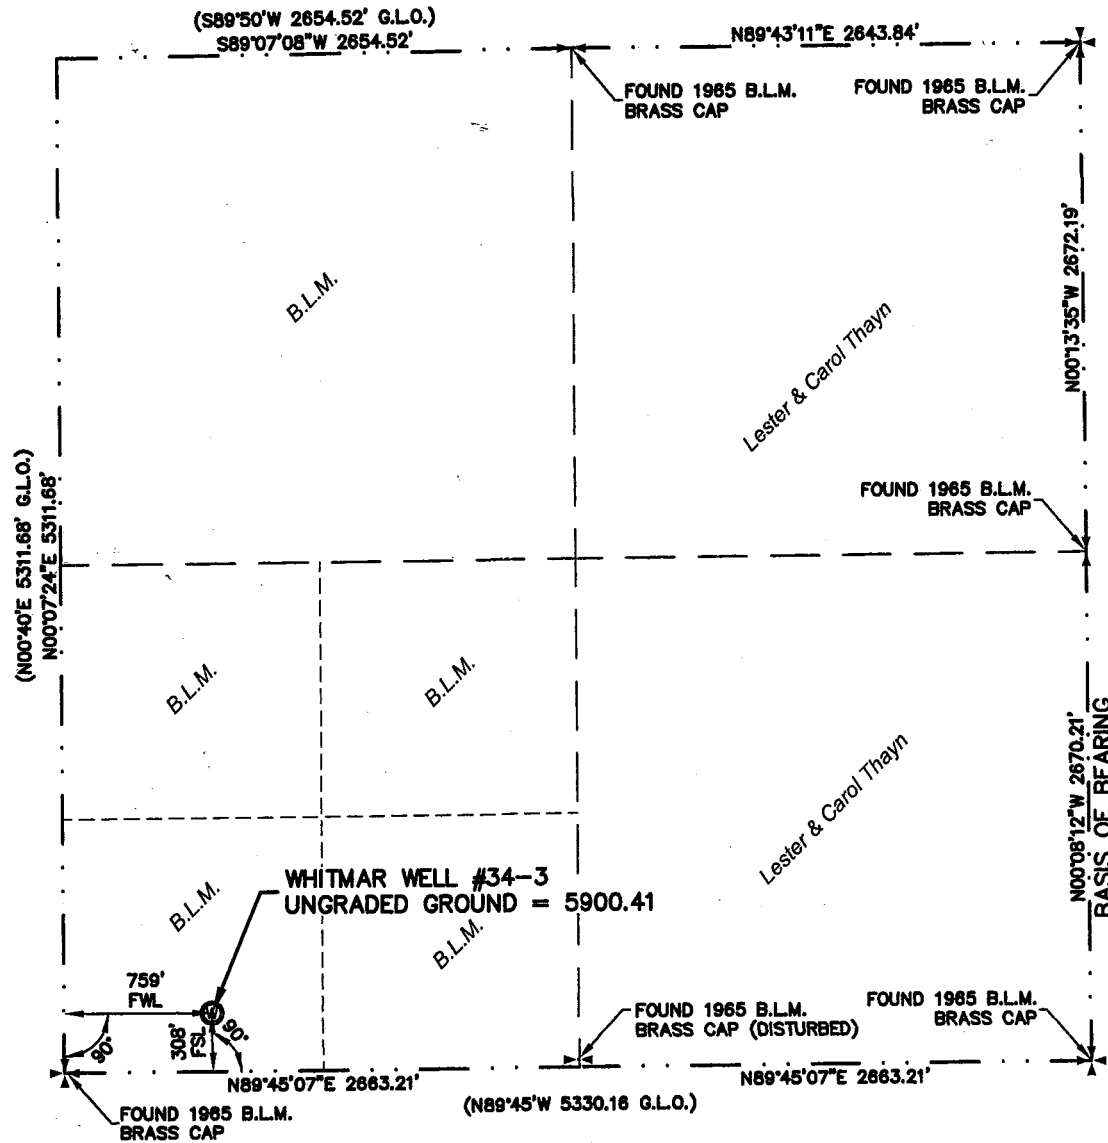 (S89°50'W 2654.52' G.L.O.)
S89°07'08"W 2654.52'
N89°43'11"E 2643.84'
FOUND 1965 B.L.M.
BRASS CAP
FOUND 1965 B.L.M.
BRASS CAP
B.L.M.
Lester & Carol Thayn
N00°13'35"W 2672.19'
FOUND 1965 B.L.M.
BRASS CAP
(N00°40'E 5311.68' G.L.O.)
N00°07'24"E 5311.68'
B.L.M.
B.L.M.
Lester & Carol Thayn
N00°08'12"W 2670.21'
BASIS OF BEARING
WHITMAR WELL #34-3
UNGRADED GROUND = 5900.41
B.L.M.
B.L.M.
759'
FWL
308'
FSL
90°
90°
FOUND 1965 B.L.M.
BRASS CAP (DISTURBED)
FOUND 1965 B.L.M.
BRASS CAP
N89°45'07"E 2663.21'
N89°45'07"E 2663.21'
(N89°45'W 5330.16 G.L.O.)
FOUND 1965 B.L.M.
BRASS CAP